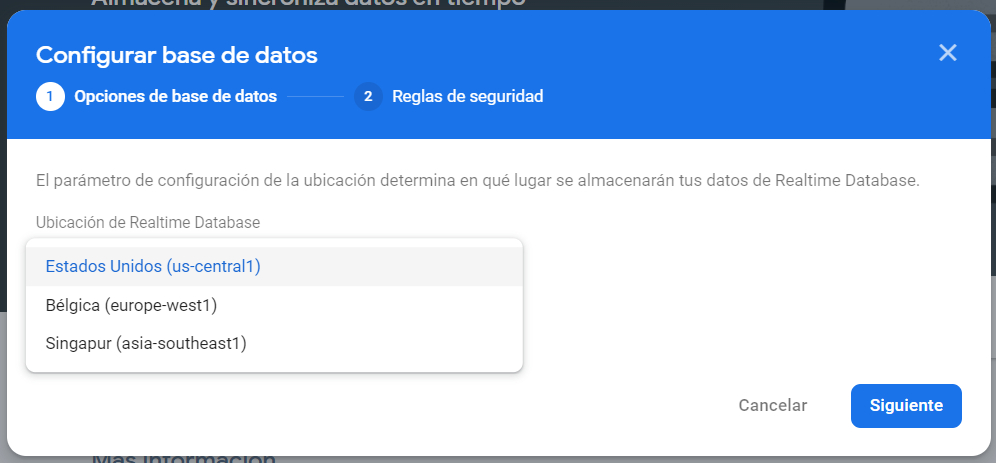 Almacena y sincroniza datos en tiempo
Configurar base de datos
1 Opciones de base de datos 2 Reglas de seguridad
El parámetro de configuración de la ubicación determina en qué lugar se almacenarán tus datos de Realtime Database.
Ubicación de Realtime Database
Estados Unidos (us-central1)
Bélgica (europe-west1)
Singapur (asia-southeast1)
Cancelar Siguiente
Más información